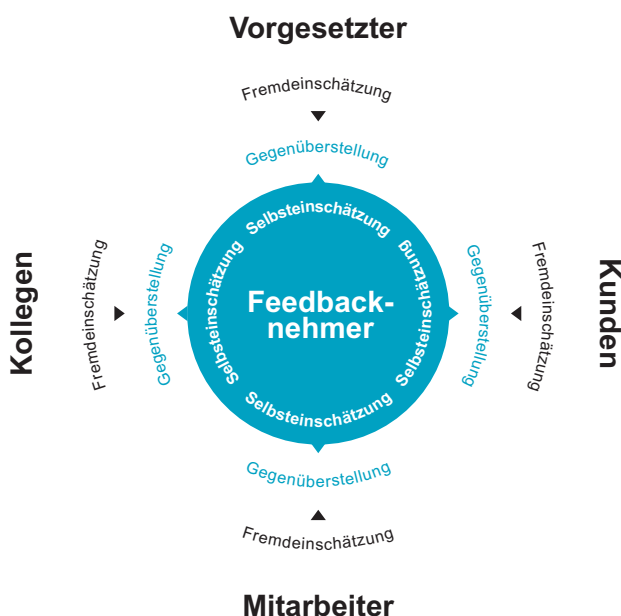 Vorgesetzter
Fremdeinschätzung
Gegenüberstellung
Selbsteinschätzung
Kollegen
Fremdeinschätzung
Gegenüberstellung
Selbsteinschätzung
Feedback-
nehmer
Selbsteinschätzung
Gegenüberstellung
Fremdeinschätzung
Kunden
Selbsteinschätzung
Gegenüberstellung
Fremdeinschätzung
Mitarbeiter